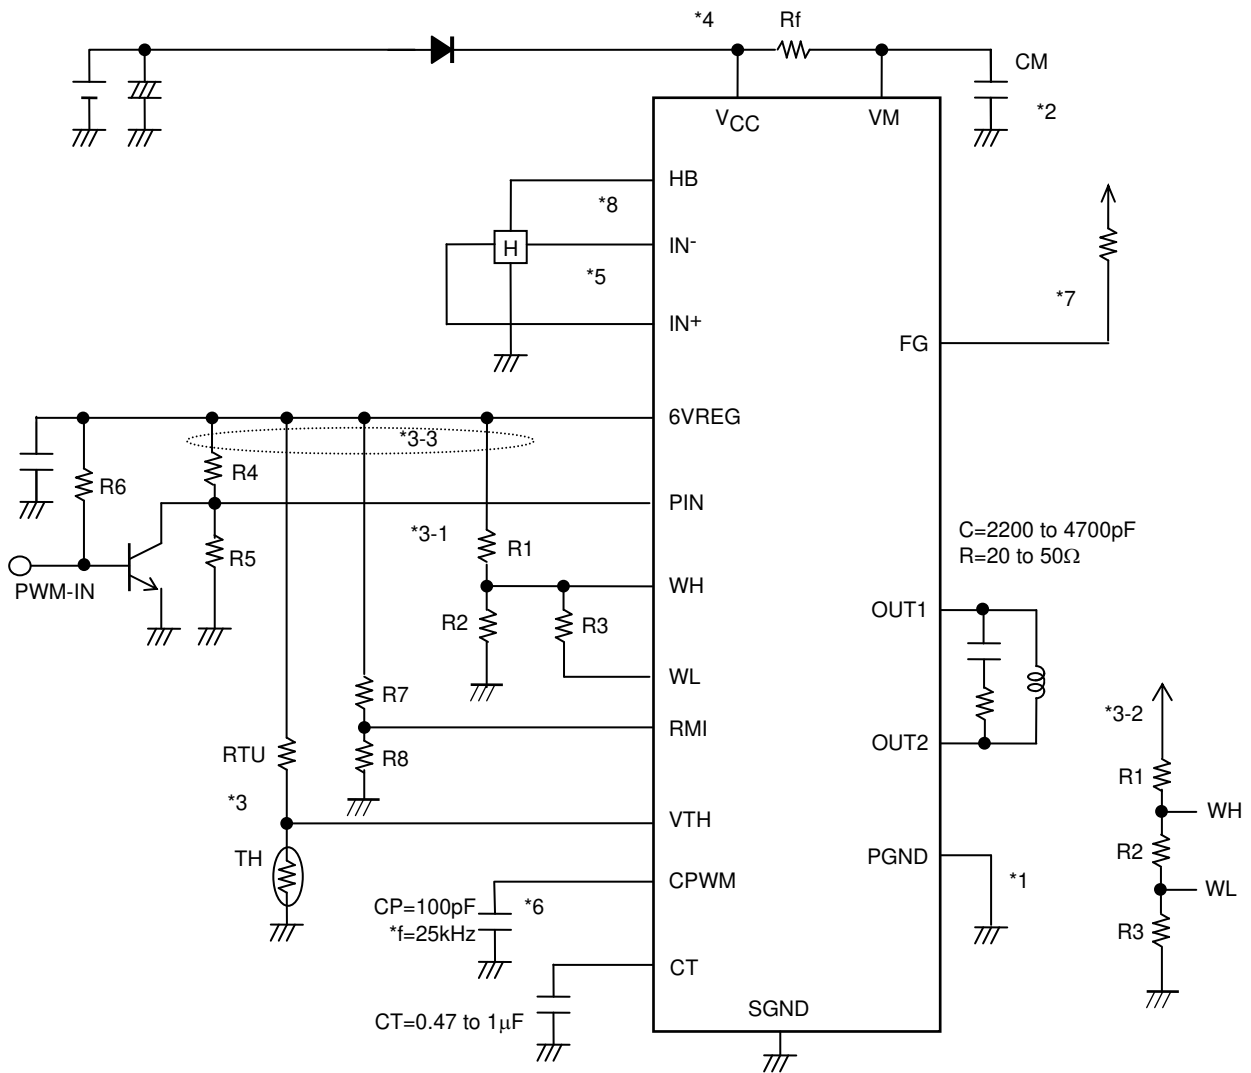 *4
Rf
CM
*2
VCC
VM
HB
*8
H
IN-
*5
IN+
*7
FG
6VREG
*3-3
R4
R6
PIN
*3-1
R1
R5
PWM-IN
C=2200 to 4700pF
R=20 to 50Ω
WH
OUT1
R2
R3
WL
R7
RMI
OUT2
*3-2
RTU
R8
R1
*3
VTH
WH
TH
PGND
R2
*1
CPWM
WL
CP=100pF
*6
*f=25kHz
R3
CT
SGND
CT=0.47 to 1μF